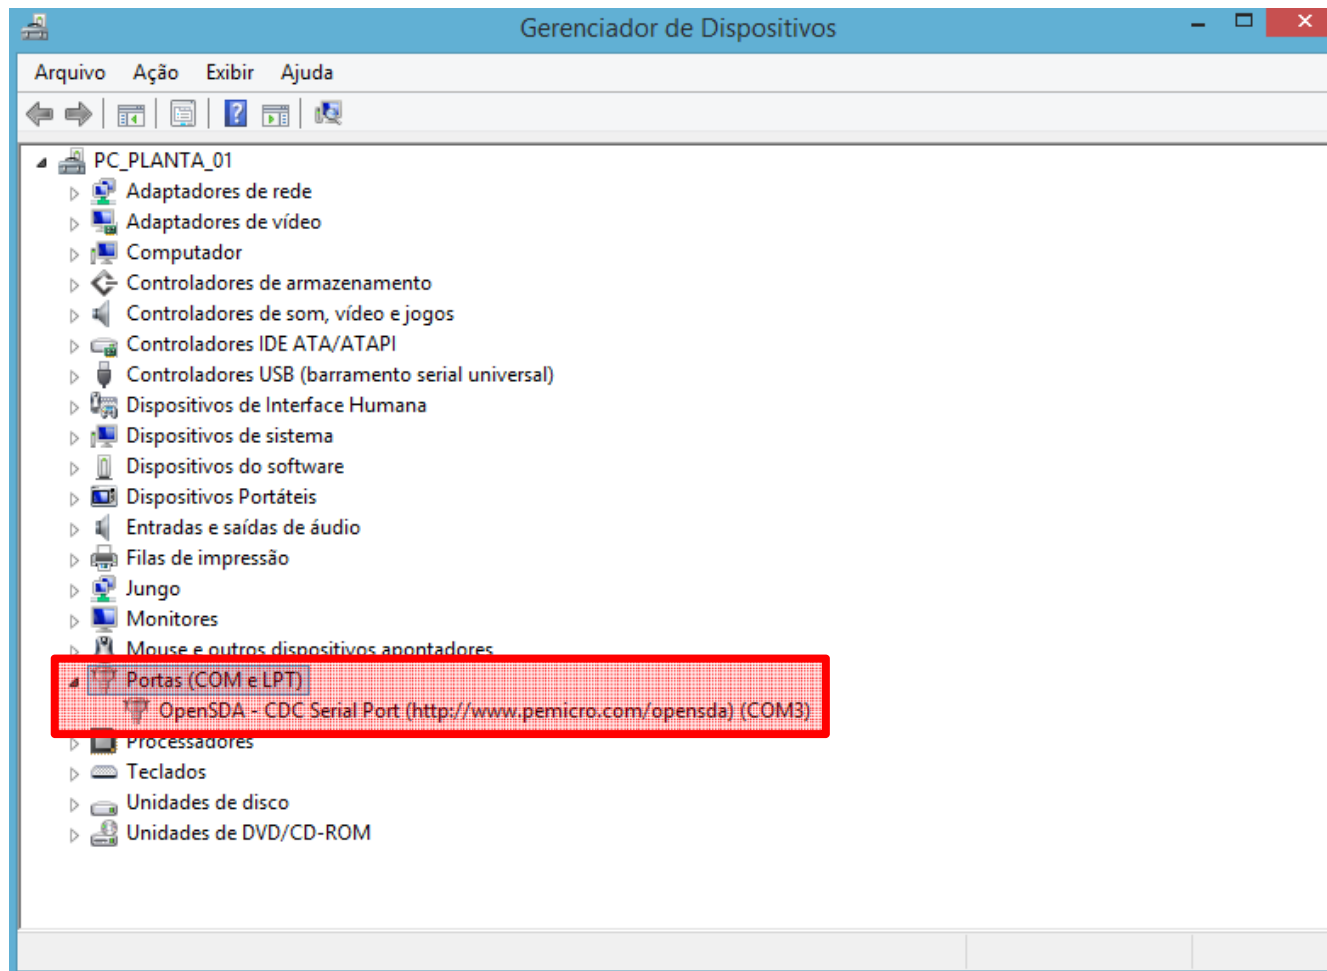 Gerenciador de Dispositivos
Arquivo Ação Exibir Ajuda
PC_PLANTA_01
Adaptadores de rede
Adaptadores de vídeo
Computador
Controladores de armazenamento
Controladores de som, vídeo e jogos
Controladores IDE ATA/ATAPI
Controladores USB (barramento serial universal)
Dispositivos de Interface Humana
Dispositivos de sistema
Dispositivos do software
Dispositivos Portáteis
Entradas e saídas de áudio
Filas de impressão
Jungo
Monitores
Mouse e outros dispositivos apontadores
Portas (COM e LPT)
OpenSDA - CDC Serial Port (http://www.pemicro.com/opensda) (COM3)
Processadores
Teclados
Unidades de disco
Unidades de DVD/CD-ROM